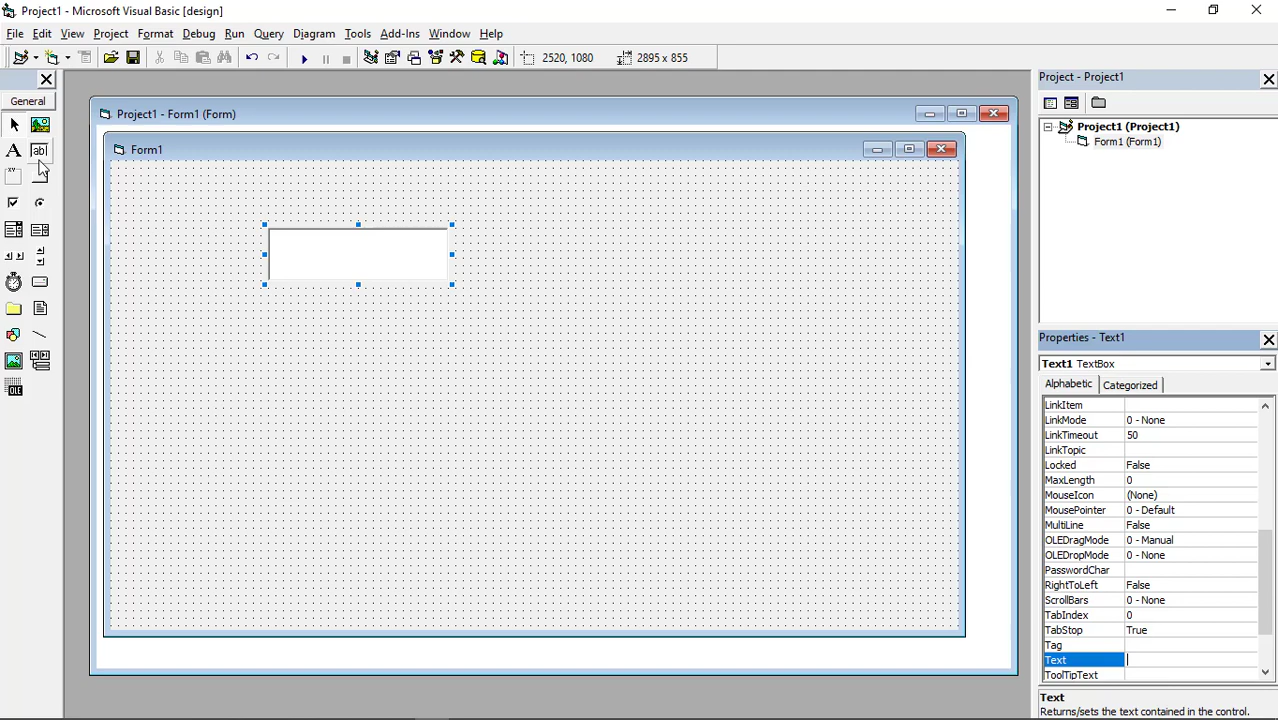 Project1 - Microsoft Visual Basic [design]
File Edit View Project Format Debug Run Query Diagram Tools Add-Ins Window Help
2520, 1080 2895 x 855
General
A ab
xy
OLE
Project1 - Form1 (Form)
Form1
Project - Project1
Project1 (Project1)
Form1 (Form1)
Properties - Text1
Text1 TextBox
Alphabetic Categorized
LinkItem
LinkMode 0 - None
LinkTimeout 50
LinkTopic
Locked False
MaxLength 0
MouseIcon (None)
MousePointer 0 - Default
MultiLine False
OLEDragMode 0 - Manual
OLEDropMode 0 - None
PasswordChar
RightToLeft False
ScrollBars 0 - None
TabIndex 0
TabStop True
Tag
Text
ToolTipText
Text
Returns/sets the text contained in the control.